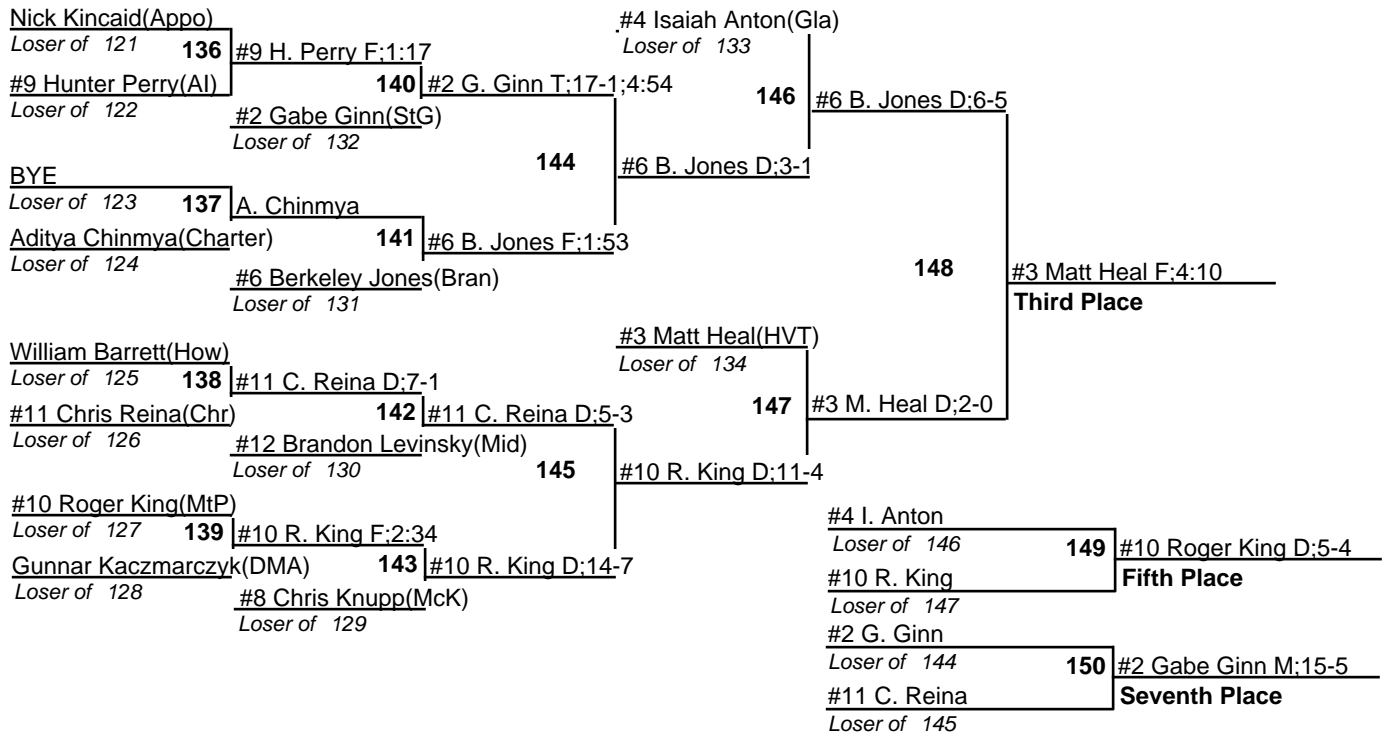 Nick Kincaid(Appo)
Loser of 121
136
#9 H. Perry F;1:17
#9 Hunter Perry(AI)
Loser of 122
140
#2 G. Ginn T;17-1;4:54
#2 Gabe Ginn(StG)
Loser of 132
BYE
Loser of 123
137
A. Chinmya
Aditya Chinmya(Charter)
Loser of 124
141
#6 B. Jones F;1:53
#6 Berkeley Jones(Bran)
Loser of 131
144
#6 B. Jones D;3-1
#4 Isaiah Anton(Gla)
Loser of 133
146
#6 B. Jones D;6-5
William Barrett(How)
Loser of 125
138
#11 C. Reina D;7-1
#11 Chris Reina(Chr)
Loser of 126
142
#11 C. Reina D;5-3
#12 Brandon Levinsky(Mid)
Loser of 130
#10 Roger King(MtP)
Loser of 127
139
#10 R. King F;2:34
Gunnar Kaczmarczyk(DMA)
Loser of 128
143
#10 R. King D;14-7
#8 Chris Knupp(McK)
Loser of 129
145
#10 R. King D;11-4
#3 Matt Heal(HVT)
Loser of 134
147
#3 M. Heal D;2-0
148
#3 Matt Heal F;4:10
Third Place
#4 I. Anton
Loser of 146
149
#10 Roger King D;5-4
Fifth Place
#10 R. King
Loser of 147
#2 G. Ginn
Loser of 144
150
#2 Gabe Ginn M;15-5
Seventh Place
#11 C. Reina
Loser of 145